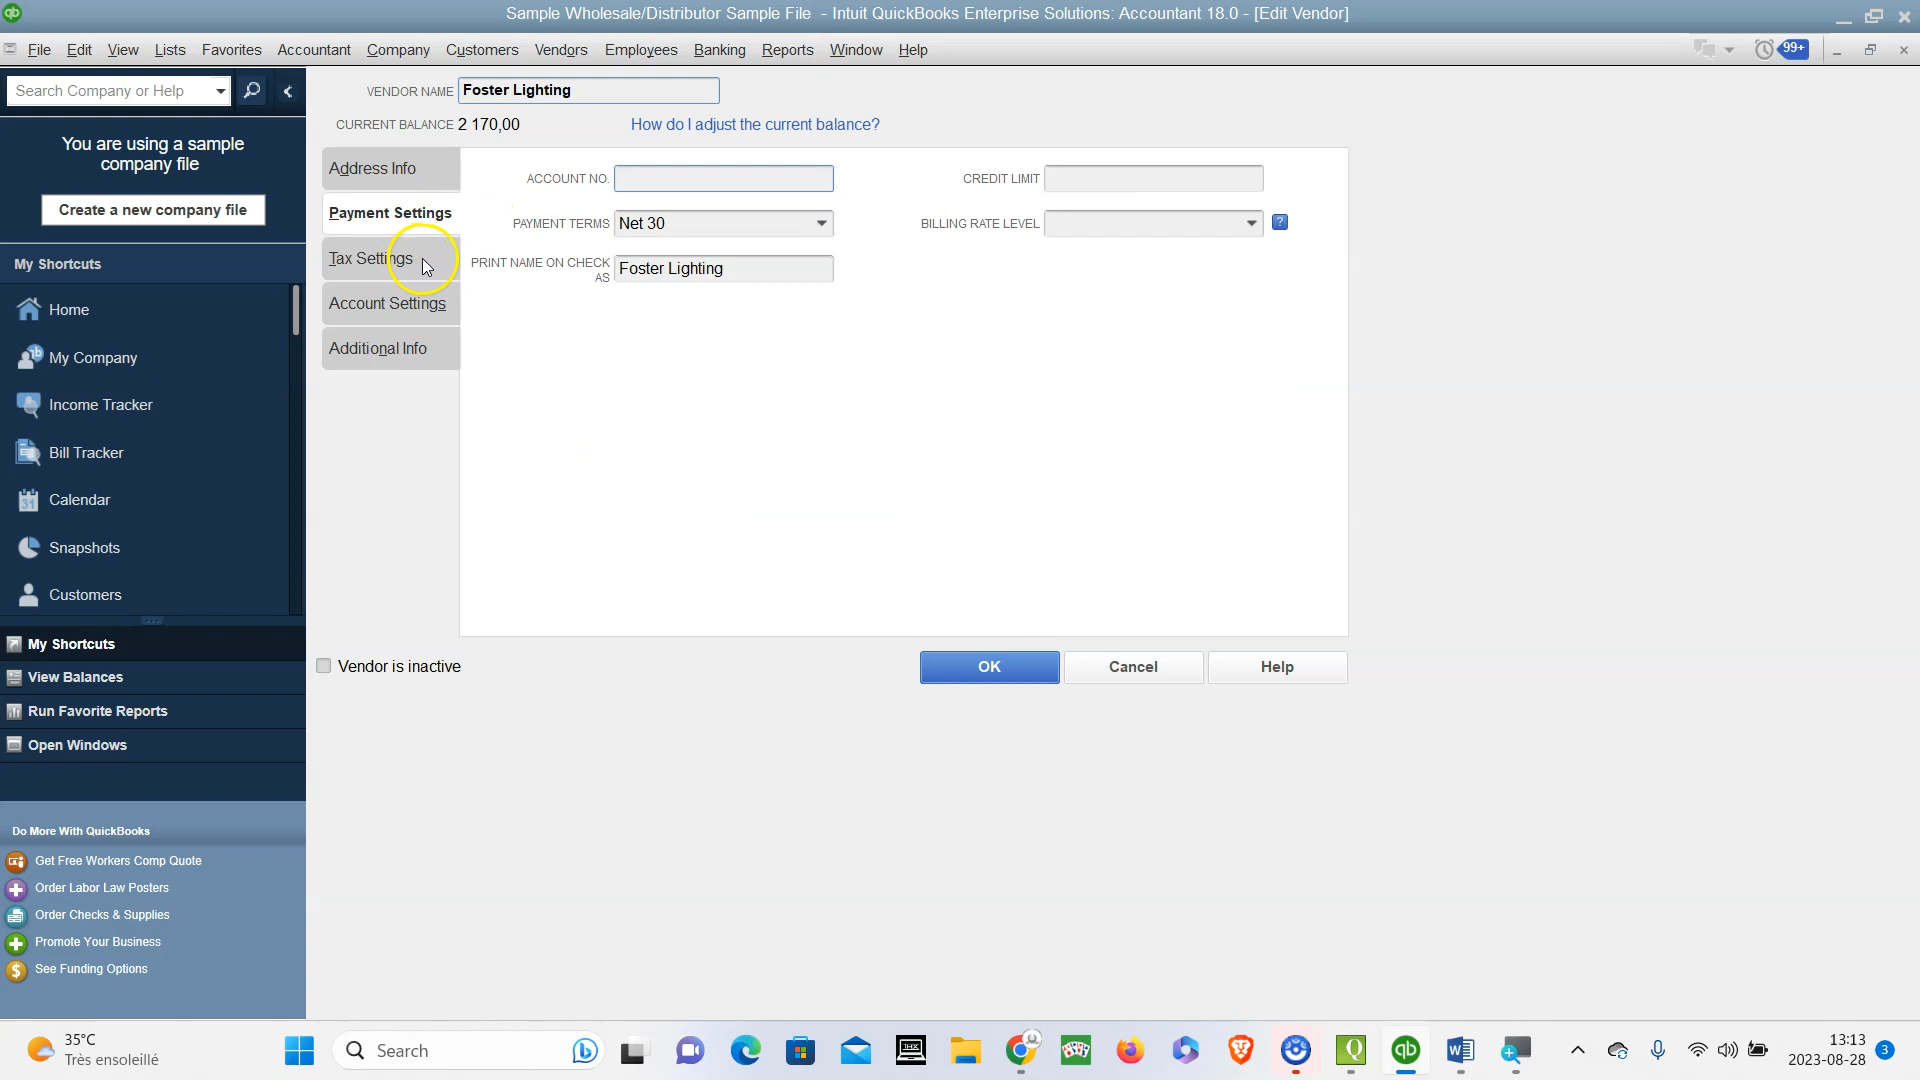 Sample Wholesale/Distributor Sample File - Intuit QuickBooks Enterprise Solutions: Accountant 18.0 - [Edit Vendor]
File Edit View Lists Favorites Accountant Company Customers Vendors Employees Banking Reports Window Help
99+
Search Company or Help
You are using a sample
company file
Create a new company file
My Shortcuts
Home
My Company
Income Tracker
Bill Tracker
Calendar
Snapshots
Customers
My Shortcuts
View Balances
Run Favorite Reports
Open Windows
Do More With QuickBooks
Get Free Workers Comp Quote
Order Labor Law Posters
Order Checks & Supplies
Promote Your Business
See Funding Options
VENDOR NAME Foster Lighting
CURRENT BALANCE 2 170,00 How do I adjust the current balance?
Address Info
Payment Settings
Tax Settings
Account Settings
Additional Info
ACCOUNT NO. CREDIT LIMIT
PAYMENT TERMS Net 30 BILLING RATE LEVEL ?
PRINT NAME ON CHECK
AS
Foster Lighting
Vendor is inactive
OK Cancel Help
35°C
Très ensoleillé
Search
13:13
2023-08-28
3